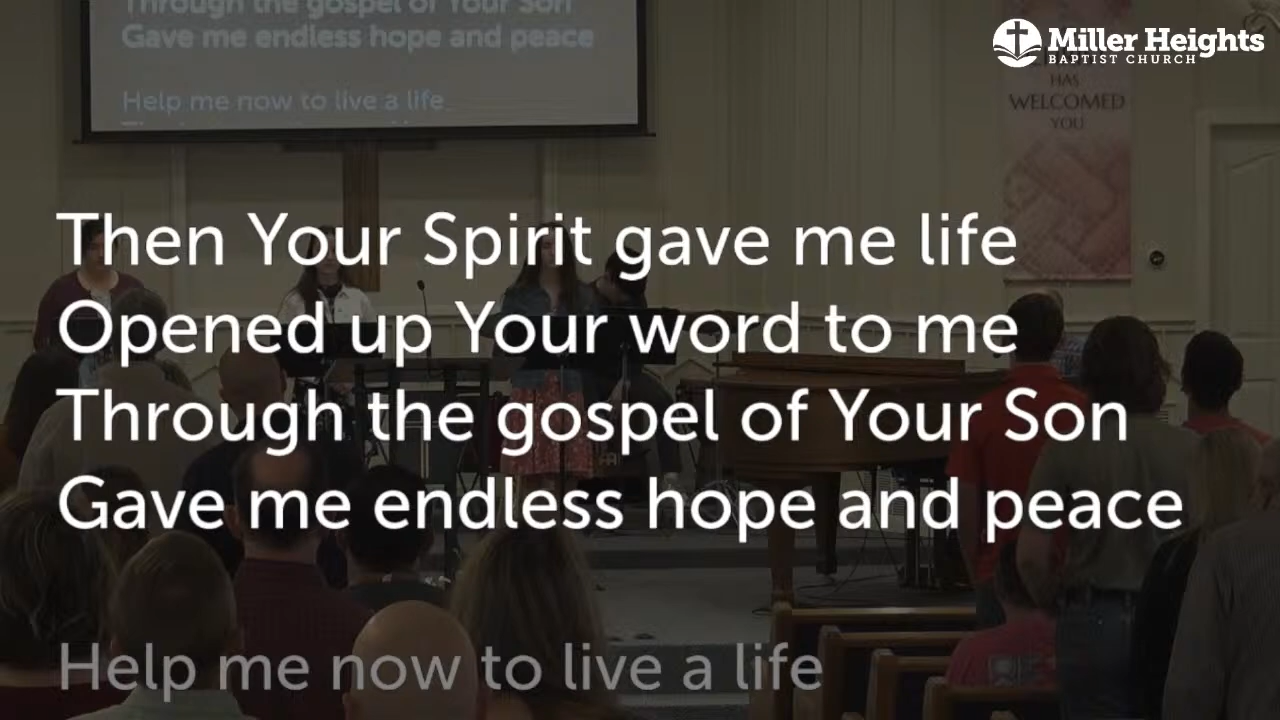 Through the gospel of Your Son
Gave me endless hope and peace
Help me now to live a life
Miller Heights
BAPTIST CHURCH
HAS
WELCOMED
YOU
Then Your Spirit gave me life
Opened up Your word to me
Through the gospel of Your Son
Gave me endless hope and peace
Help me now to live a life